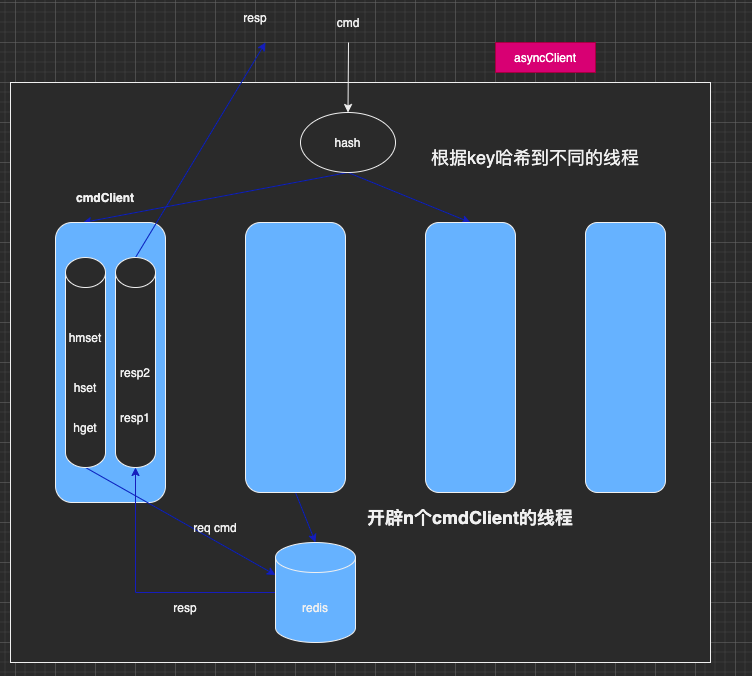 resp
cmd
asyncClient
hash
根据key哈希到不同的线程
cmdClient
hmset
resp2
hset
resp1
hget
开辟n个cmdClient的线程
req cmd
resp
redis